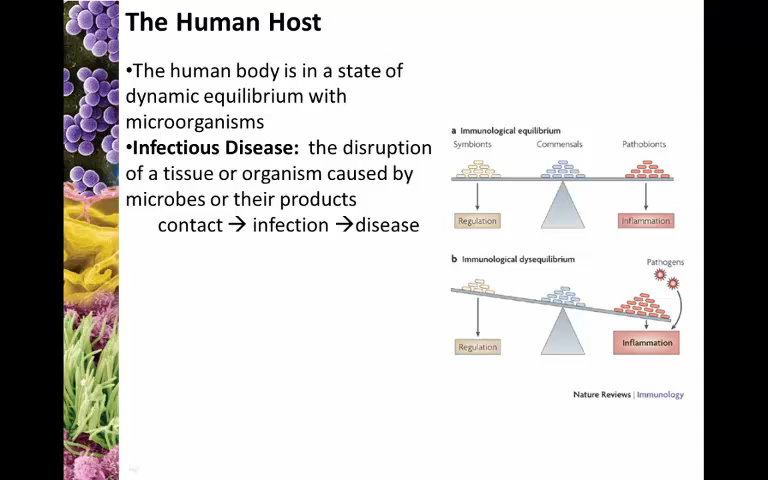 The Human Host
•The human body is in a state of
dynamic equilibrium with
microorganisms
•Infectious Disease:  the disruption
of a tissue or organism caused by
microbes or their products
contact → infection →disease
a Immunological equilibrium
Symbionts Commensals Pathobionts
Regulation Inflammation
b Immunological dysequilibrium
Pathogens
Regulation Inflammation
Nature Reviews | Immunology